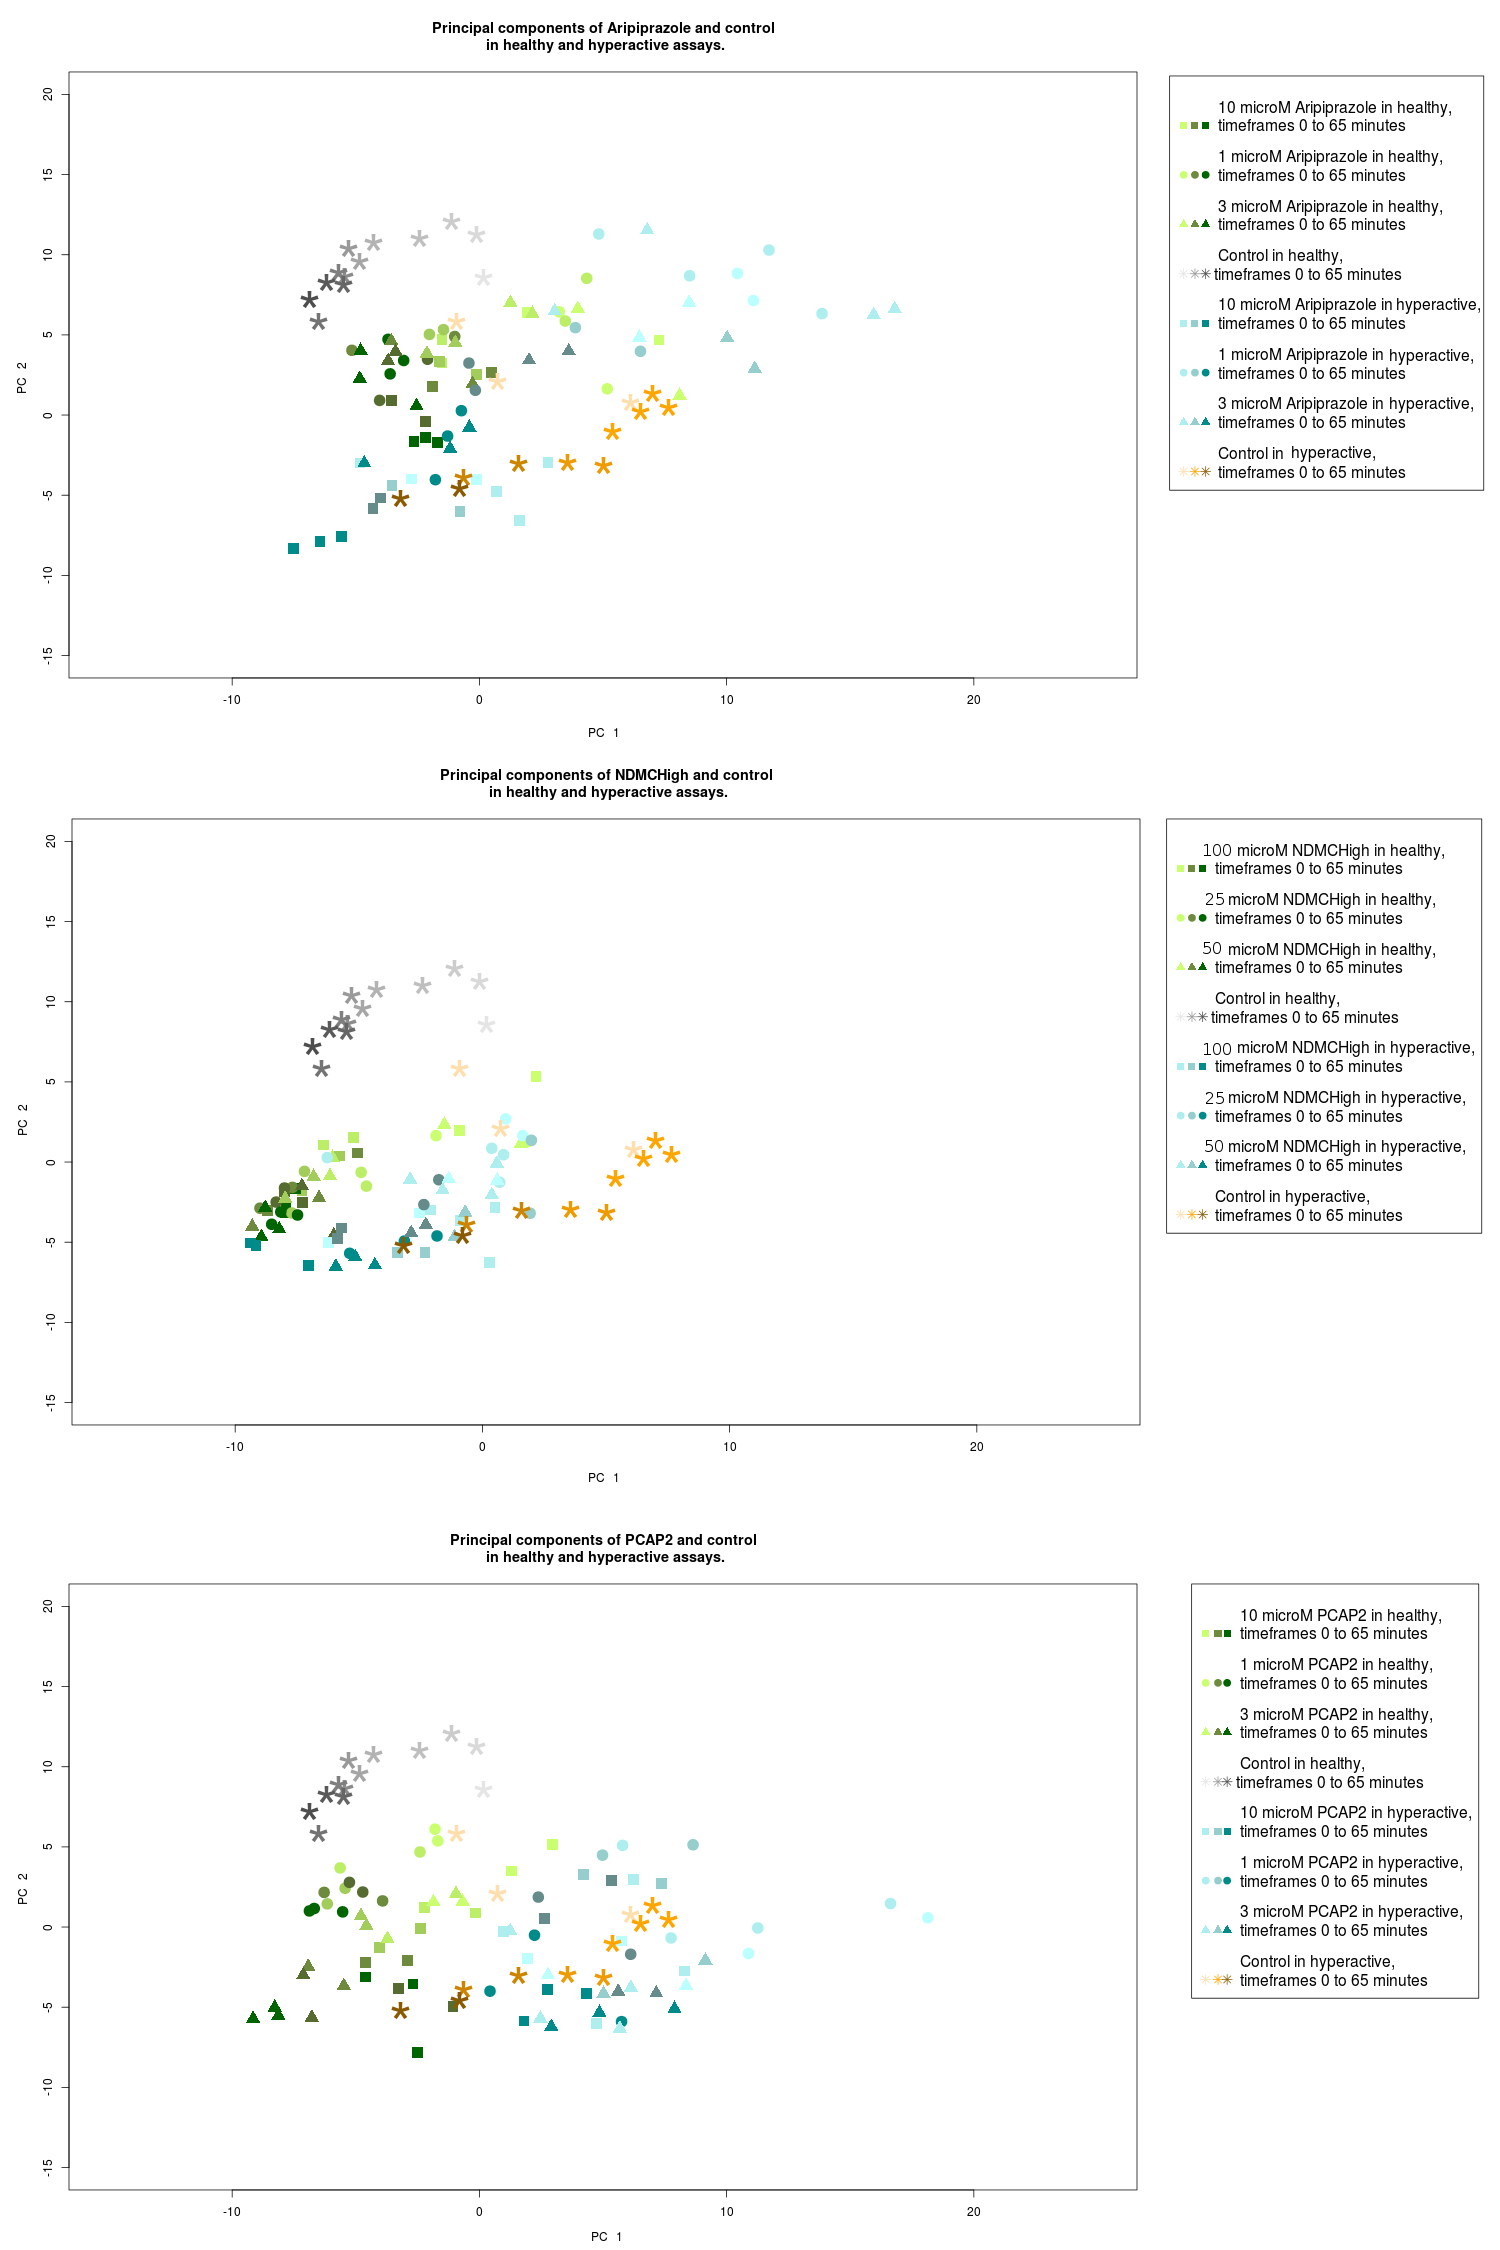 Principal components of Aripiprazole and control
in healthy and hyperactive assays.
20
15
10
5
0
-5
-10
-15
PC 2
-10 0 10 20
PC 1
10 microM Aripiprazole in healthy,
timeframes 0 to 65 minutes
1 microM Aripiprazole in healthy,
timeframes 0 to 65 minutes
3 microM Aripiprazole in healthy,
timeframes 0 to 65 minutes
Control in healthy,
timeframes 0 to 65 minutes
10 microM Aripiprazole in hyperactive,
timeframes 0 to 65 minutes
1 microM Aripiprazole in hyperactive,
timeframes 0 to 65 minutes
3 microM Aripiprazole in hyperactive,
timeframes 0 to 65 minutes
Control in hyperactive,
timeframes 0 to 65 minutes
Principal components of NDMCHigh and control
in healthy and hyperactive assays.
20
15
10
5
0
-5
-10
-15
PC 2
-10 0 10 20
PC 1
100 microM NDMCHigh in healthy,
timeframes 0 to 65 minutes
25 microM NDMCHigh in healthy,
timeframes 0 to 65 minutes
50 microM NDMCHigh in healthy,
timeframes 0 to 65 minutes
Control in healthy,
timeframes 0 to 65 minutes
100 microM NDMCHigh in hyperactive,
timeframes 0 to 65 minutes
25 microM NDMCHigh in hyperactive,
timeframes 0 to 65 minutes
50 microM NDMCHigh in hyperactive,
timeframes 0 to 65 minutes
Control in hyperactive,
timeframes 0 to 65 minutes
Principal components of PCAP2 and control
in healthy and hyperactive assays.
20
15
10
5
0
-5
-10
-15
PC 2
-10 0 10 20
PC 1
10 microM PCAP2 in healthy,
timeframes 0 to 65 minutes
1 microM PCAP2 in healthy,
timeframes 0 to 65 minutes
3 microM PCAP2 in healthy,
timeframes 0 to 65 minutes
Control in healthy,
timeframes 0 to 65 minutes
10 microM PCAP2 in hyperactive,
timeframes 0 to 65 minutes
1 microM PCAP2 in hyperactive,
timeframes 0 to 65 minutes
3 microM PCAP2 in hyperactive,
timeframes 0 to 65 minutes
Control in hyperactive,
timeframes 0 to 65 minutes